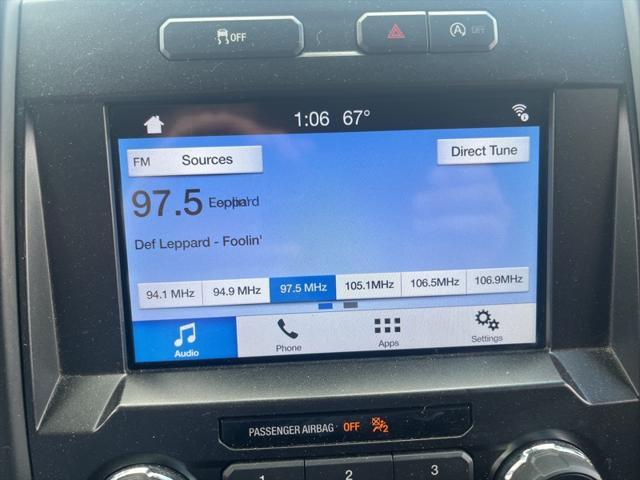 OFF
A OFF
1:06 67°
FM Sources
Direct Tune
97.5
Def Leppard - Foolin'
94.1 MHz 94.9 MHz 97.5 MHz 105.1MHz 106.5MHz 106.9MHz
Audio Phone Apps Settings
PASSENGER AIRBAG OFF 2
1 2 3